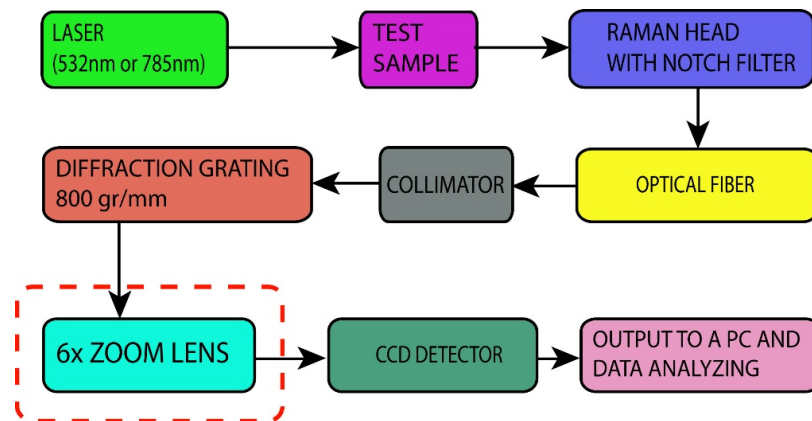 LASER
(532nm or 785nm)
TEST
SAMPLE
RAMAN HEAD
WITH NOTCH FILTER
OPTICAL FIBER
COLLIMATOR
DIFFRACTION GRATING
800 gr/mm
6x ZOOM LENS
CCD DETECTOR
OUTPUT TO A PC AND
DATA ANALYZING